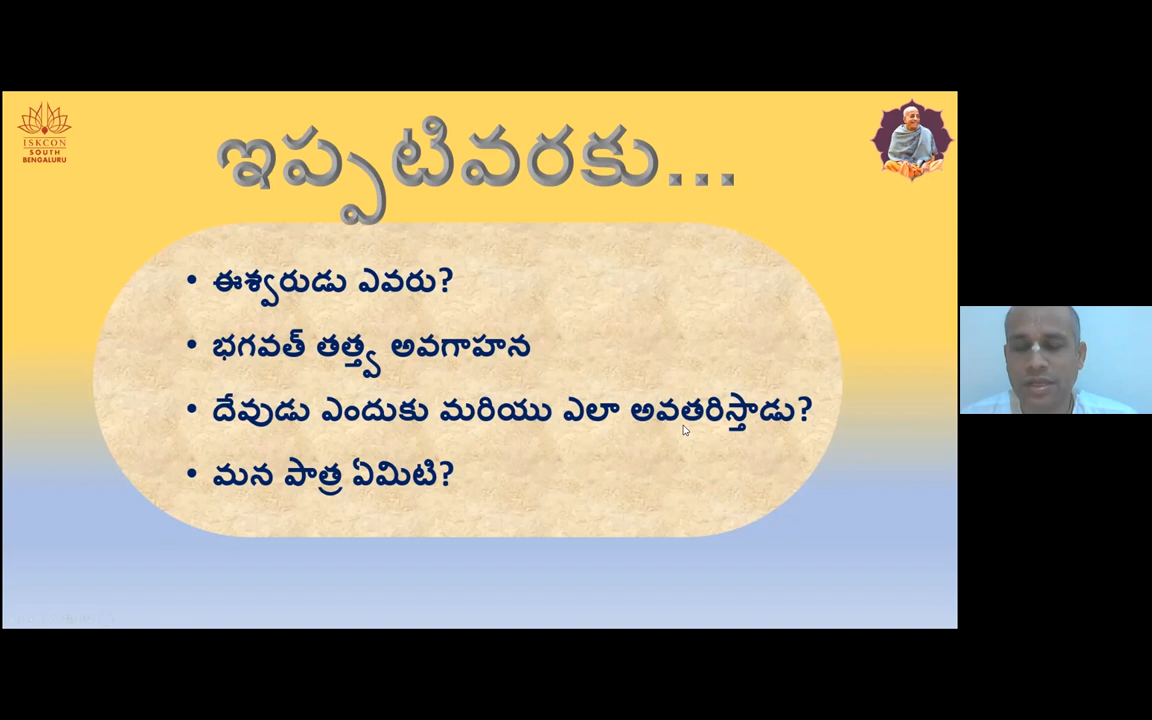 ISKCON
SOUTH
BENGALURU
ఇప్పటివరకు...
• ఈశ్వరుడు ఎవరు?
• భగవత్ తత్త్వ అవగాహన
• దేవుడు ఎందుకు మరియు ఎలా అవతరిస్తాడు?
• మన పాత్ర ఏమిటి?